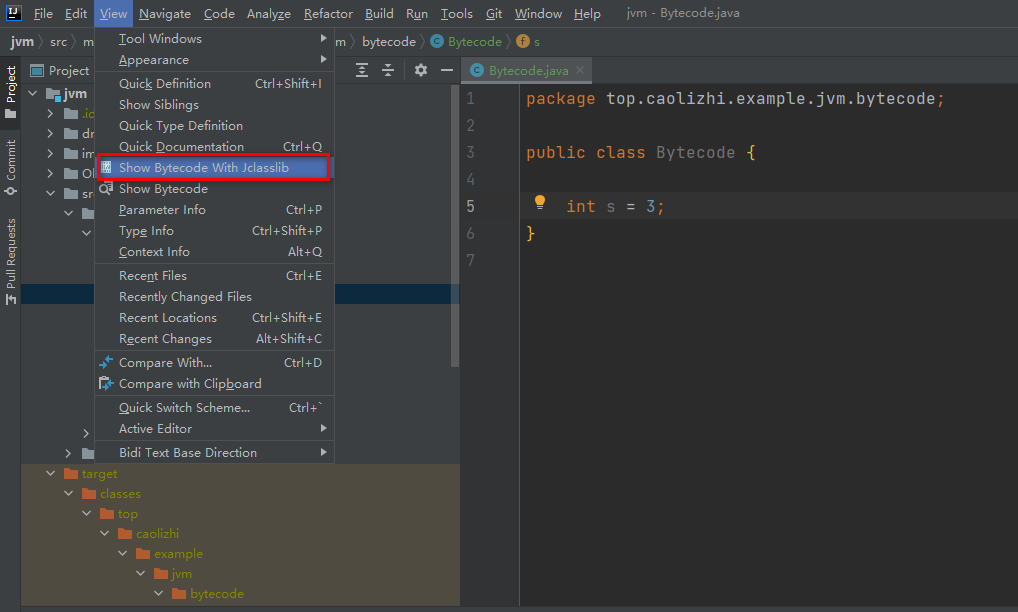 IJ File Edit View Navigate Code Analyze Refactor Build Run Tools Git Window Help jvm - Bytecode.java
jvm src m
m bytecode C Bytecode f s
Project
Commit
Pull Requests
Project
jvm
.ic
dr
im
Ol
src
Tool Windows
Appearance
Quick Definition Ctrl+Shift+I
Show Siblings
Quick Type Definition
Quick Documentation Ctrl+Q
Show Bytecode With Jclasslib
Show Bytecode
Parameter Info Ctrl+P
Type Info Ctrl+Shift+P
Context Info Alt+Q
Recent Files Ctrl+E
Recently Changed Files
Recent Locations Ctrl+Shift+E
Recent Changes Alt+Shift+C
Compare With... Ctrl+D
Compare with Clipboard
Quick Switch Scheme... Ctrl+`
Active Editor
Bidi Text Base Direction
target
classes
top
caolizhi
example
jvm
bytecode
C Bytecode.java
1 package top.caolizhi.example.jvm.bytecode;
2
3 public class Bytecode {
4
5 int s = 3;
6 }
7